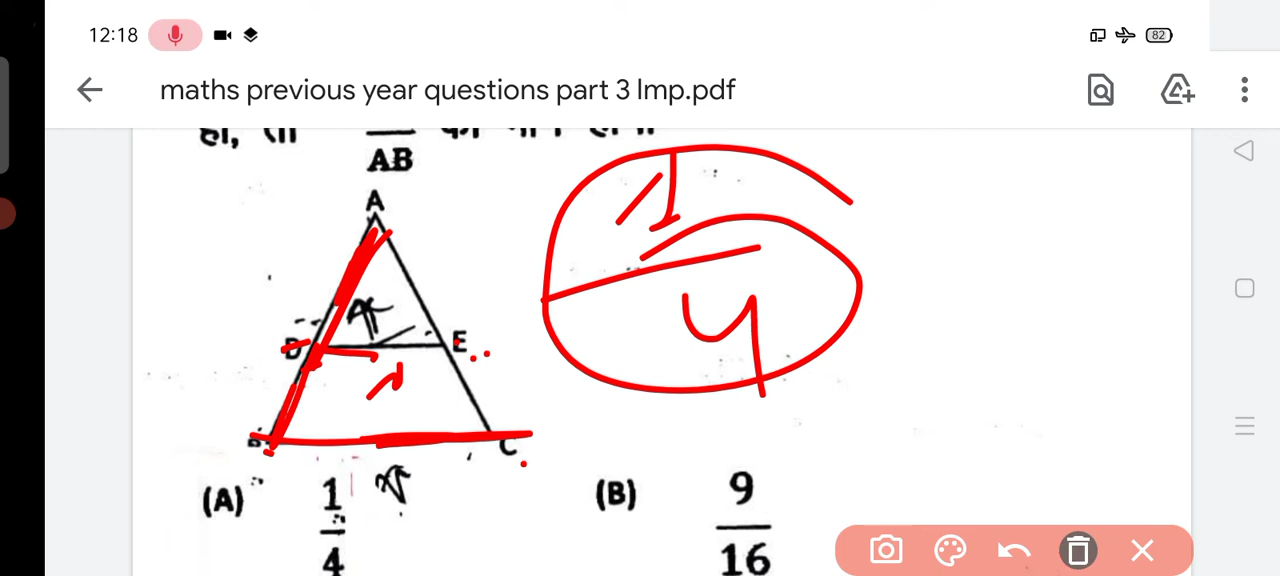 12:18 82
maths previous year questions part 3 Imp.pdf
AB
A
D E
B C
1
4
(A) 1/4 (B) 9/16